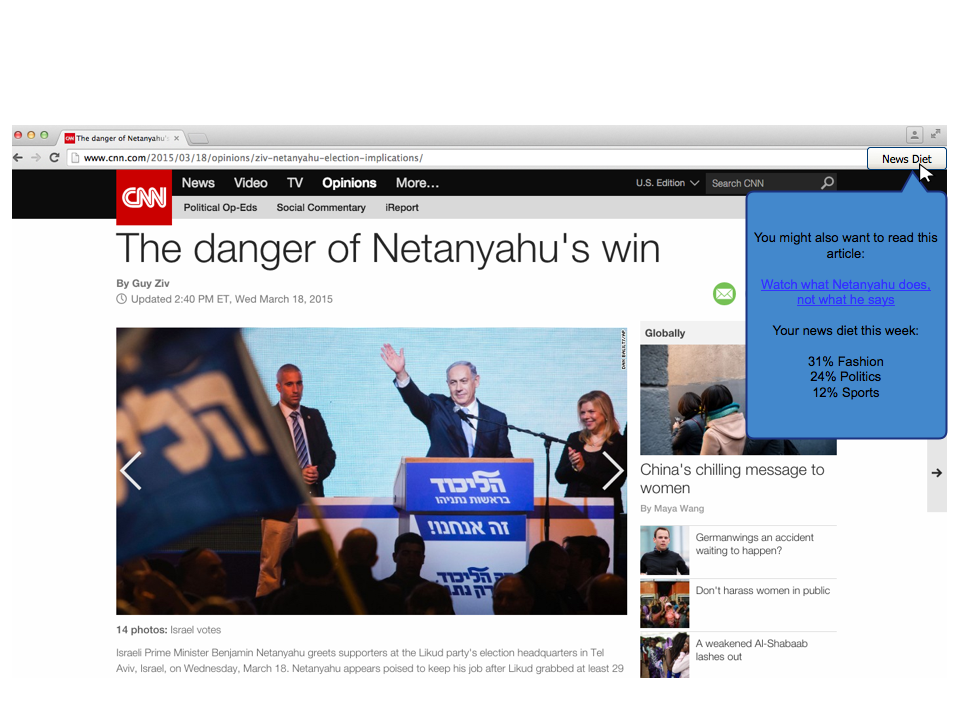 The danger of Netanyahu's
www.cnn.com/2015/03/18/opinions/ziv-netanyahu-election-implications/
News Diet
CNN
News Video TV Opinions More...
U.S. Edition
Search CNN
Political Op-Eds Social Commentary iReport
The danger of Netanyahu's win
By Guy Ziv
Updated 2:40 PM ET, Wed March 18, 2015
You might also want to read this
article:
Watch what Netanyahu does,
not what he says
Your news diet this week:
31% Fashion
24% Politics
12% Sports
הליכוד
בראשות נתניהו
זה אנחנו!
הליכוד
14 photos: Israel votes
Israeli Prime Minister Benjamin Netanyahu greets supporters at the Likud party's election headquarters in Tel
Aviv, Israel, on Wednesday, March 18. Netanyahu appears poised to keep his job after Likud grabbed at least 29
Globally
China's chilling message to
women
By Maya Wang
Germanwings an accident
waiting to happen?
Don't harass women in public
A weakened Al-Shabaab
lashes out